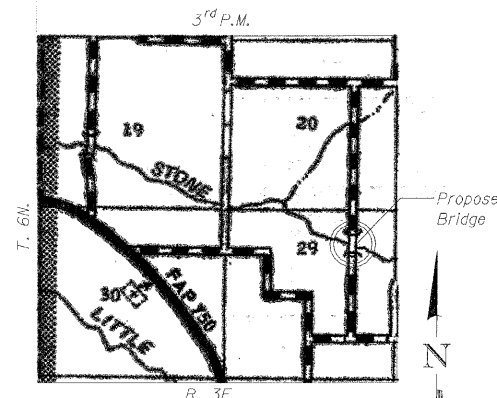 3rd P.M.
19
20
STONE
Propose
Bridge
T. 6N.
29
FAP 750
30
LITTLE
N
R. 3E